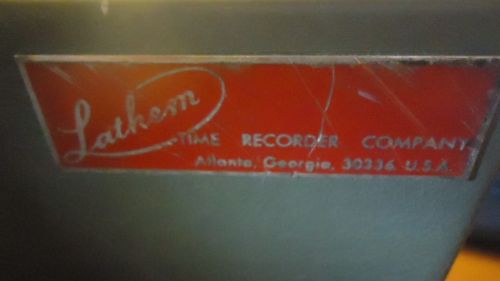 Lathem
TIME RECORDER COMPANY
Atlanta, Georgia, 30336 U.S.A.